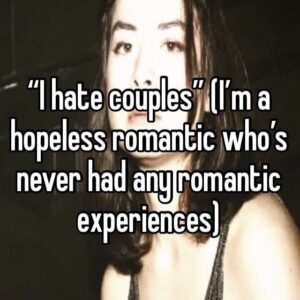 “I hate couples” (I’m a
hopeless romantic who’s
never had any romantic
experiences)